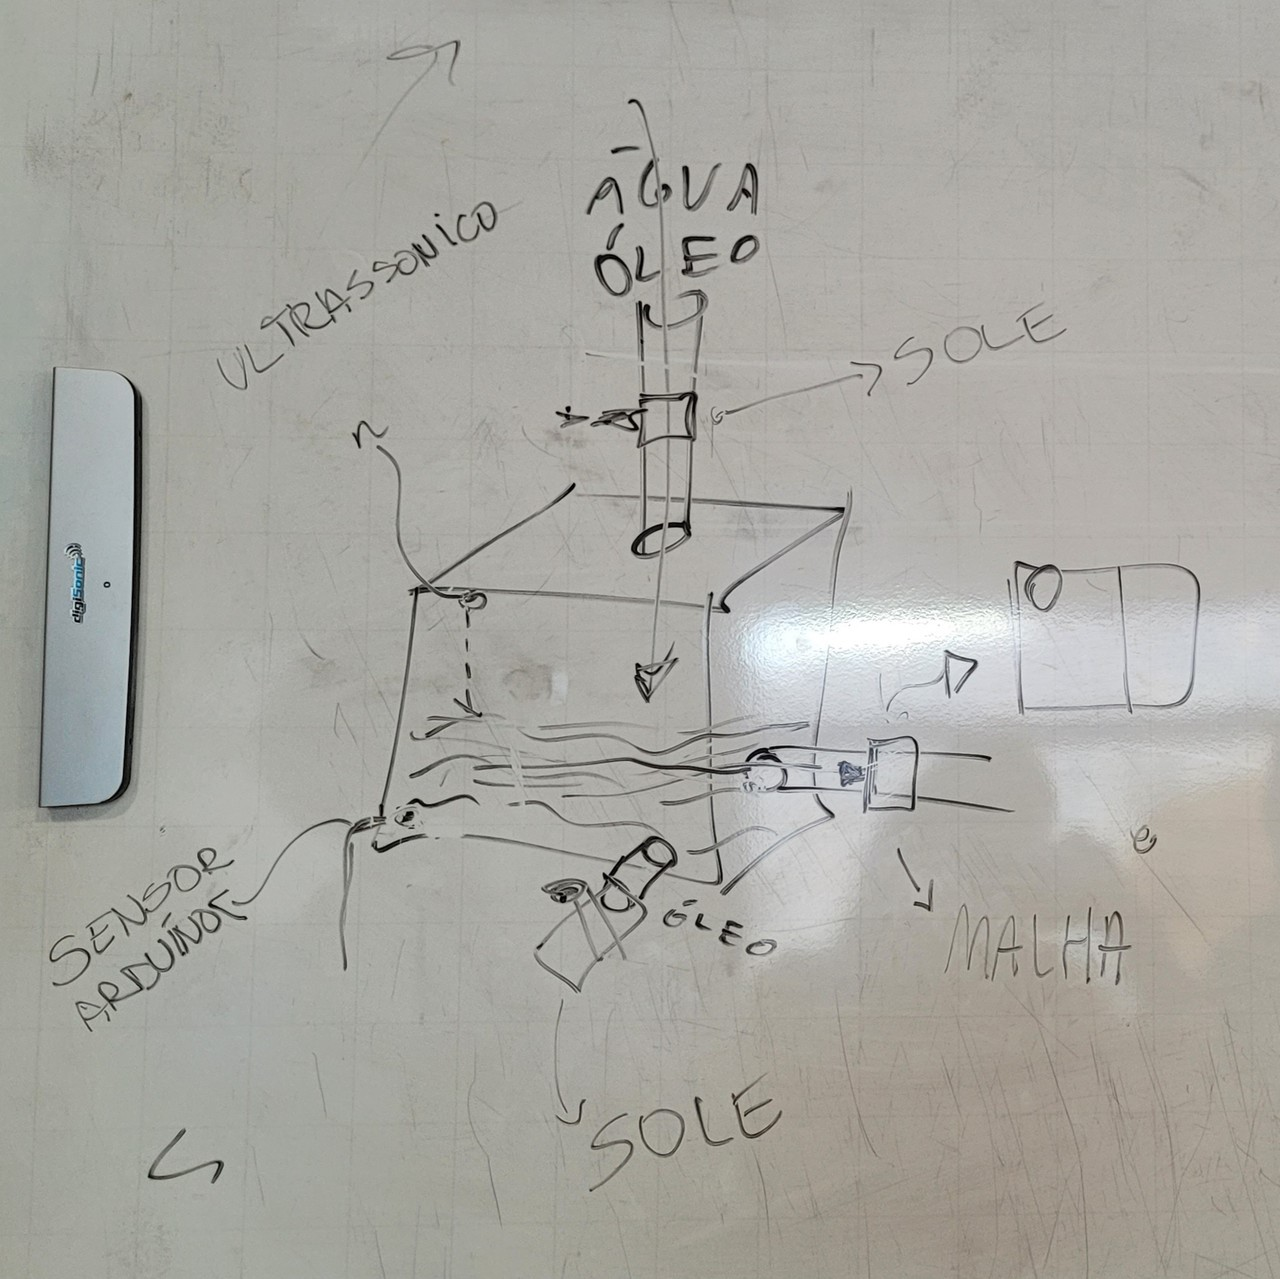 ÁGUA
ÓLEO
ULTRASSONICO
SOLE
digiSonic
SENSOR
ARDUÍNO
ÓLEO
MALHA
SOLE